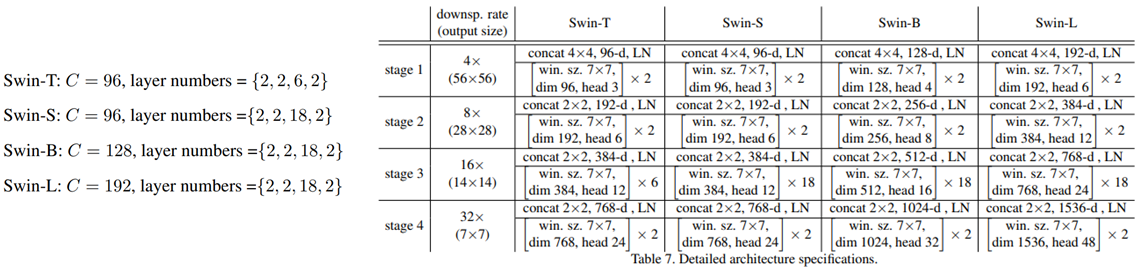 Swin-T: C = 96, layer numbers = {2, 2, 6, 2}
Swin-S: C = 96, layer numbers ={2, 2, 18, 2}
Swin-B: C = 128, layer numbers ={2, 2, 18, 2}
Swin-L: C = 192, layer numbers ={2, 2, 18, 2}
downsp. rate (output size) Swin-T Swin-S Swin-B Swin-L
stage 1 4× (56×56)
concat 4×4, 96-d, LN concat 4×4, 96-d, LN concat 4×4, 128-d, LN concat 4×4, 192-d, LN
[win. sz. 7×7, dim 96, head 3] × 2 [win. sz. 7×7, dim 96, head 3] × 2 [win. sz. 7×7, dim 128, head 4] × 2 [win. sz. 7×7, dim 192, head 6] × 2
stage 2 8× (28×28)
concat 2×2, 192-d , LN concat 2×2, 192-d , LN concat 2×2, 256-d , LN concat 2×2, 384-d , LN
[win. sz. 7×7, dim 192, head 6] × 2 [win. sz. 7×7, dim 192, head 6] × 2 [win. sz. 7×7, dim 256, head 8] × 2 [win. sz. 7×7, dim 384, head 12] × 2
stage 3 16× (14×14)
concat 2×2, 384-d , LN concat 2×2, 384-d , LN concat 2×2, 512-d , LN concat 2×2, 768-d , LN
[win. sz. 7×7, dim 384, head 12] × 6 [win. sz. 7×7, dim 384, head 12] × 18 [win. sz. 7×7, dim 512, head 16] × 18 [win. sz. 7×7, dim 768, head 24] × 18
stage 4 32× (7×7)
concat 2×2, 768-d , LN concat 2×2, 768-d , LN concat 2×2, 1024-d , LN concat 2×2, 1536-d , LN
[win. sz. 7×7, dim 768, head 24] × 2 [win. sz. 7×7, dim 768, head 24] × 2 [win. sz. 7×7, dim 1024, head 32] × 2 [win. sz. 7×7, dim 1536, head 48] × 2
Table 7. Detailed architecture specifications.